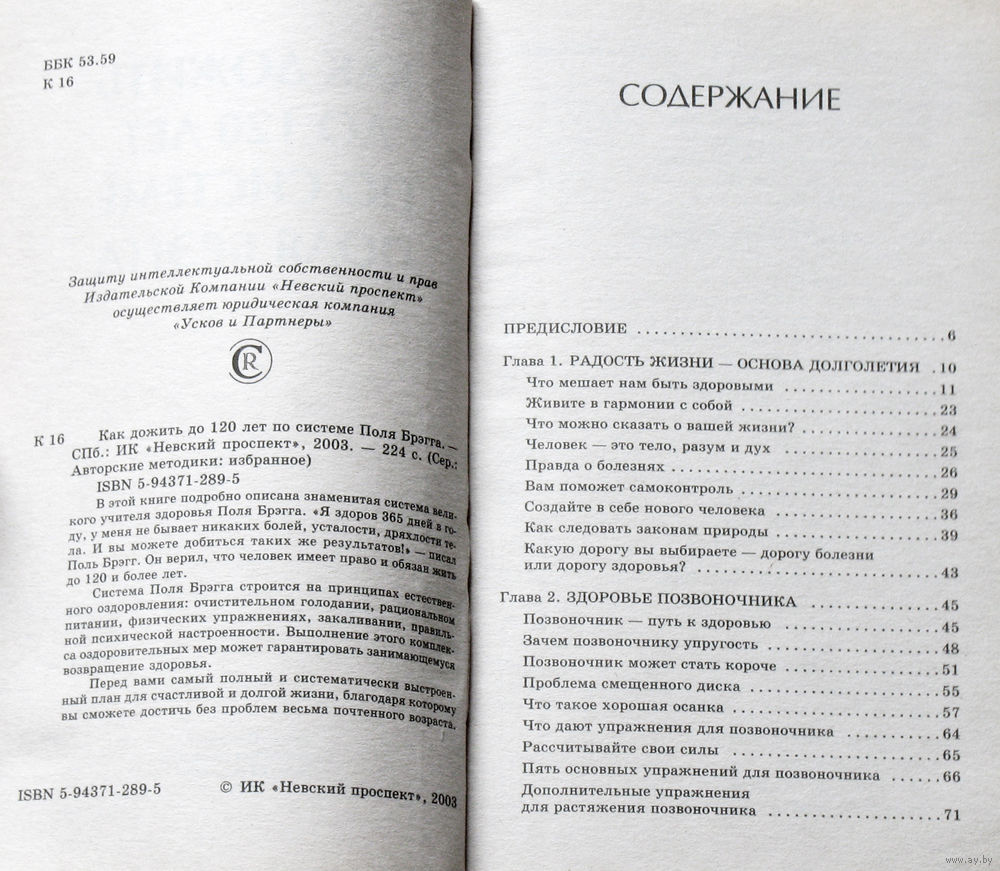 ББК 53.59
К 16
Защиту интеллектуальной собственности и прав
Издательской Компании «Невский проспект»
осуществляет юридическая компания
«Усков и Партнеры»
CR
К 16 Как дожить до 120 лет по системе Поля Брэгга. —
СПб.: ИК «Невский проспект», 2003. — 224 с. (Сер.:
Авторские методики: избранное)
ISBN 5-94371-289-5
В этой книге подробно описана знаменитая система вели-
кого учителя здоровья Поля Брэгга. «Я здоров 365 дней в го-
ду, у меня не бывает никаких болей, усталости, дряхлости те-
ла. И вы можете добиться таких же результатов!» — писал
Поль Брэгг. Он верил, что человек имеет право и обязан жить
до 120 и более лет.
Система Поля Брэгга строится на принципах естествен-
ного оздоровления: очистительном голодании, рациональном
питании, физических упражнениях, закаливании, правиль-
ной психической настроенности. Выполнение этого комплек-
са оздоровительных мер может гарантировать занимающемуся
возвращение здоровья.
Перед вами самый полный и систематически выстроен-
ный план для счастливой и долгой жизни, благодаря которому
вы сможете достичь без проблем весьма почтенного возраста.
ISBN 5-94371-289-5 © ИК «Невский проспект», 2003
СОДЕРЖАНИЕ
ПРЕДИСЛОВИЕ ........ 6
Глава 1. РАДОСТЬ ЖИЗНИ — ОСНОВА ДОЛГОЛЕТИЯ . 10
Что мешает нам быть здоровыми ........ 11
Живите в гармонии с собой ........ 23
Что можно сказать о вашей жизни? ........ 24
Человек — это тело, разум и дух ........ 25
Правда о болезнях ........ 26
Вам поможет самоконтроль ........ 29
Создайте в себе нового человека ........ 36
Как следовать законам природы ........ 39
Какую дорогу вы выбираете — дорогу болезни
или дорогу здоровья? ........ 43
Глава 2. ЗДОРОВЬЕ ПОЗВОНОЧНИКА ........ 45
Позвоночник — путь к здоровью ........ 45
Зачем позвоночнику упругость ........ 48
Позвоночник может стать короче ........ 51
Проблема смещенного диска ........ 55
Что такое хорошая осанка ........ 57
Что дают упражнения для позвоночника ........ 64
Рассчитывайте свои силы ........ 65
Пять основных упражнений для позвоночника ........ 66
Дополнительные упражнения
для растяжения позвоночника ........ 71
www.ay.by